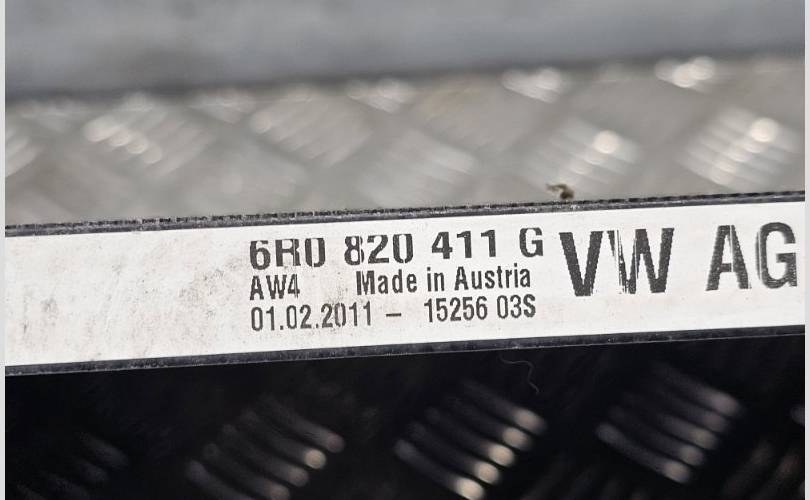 6R0 820 411 G VW AG
AW4 Made in Austria
01.02.2011 – 15256 03S